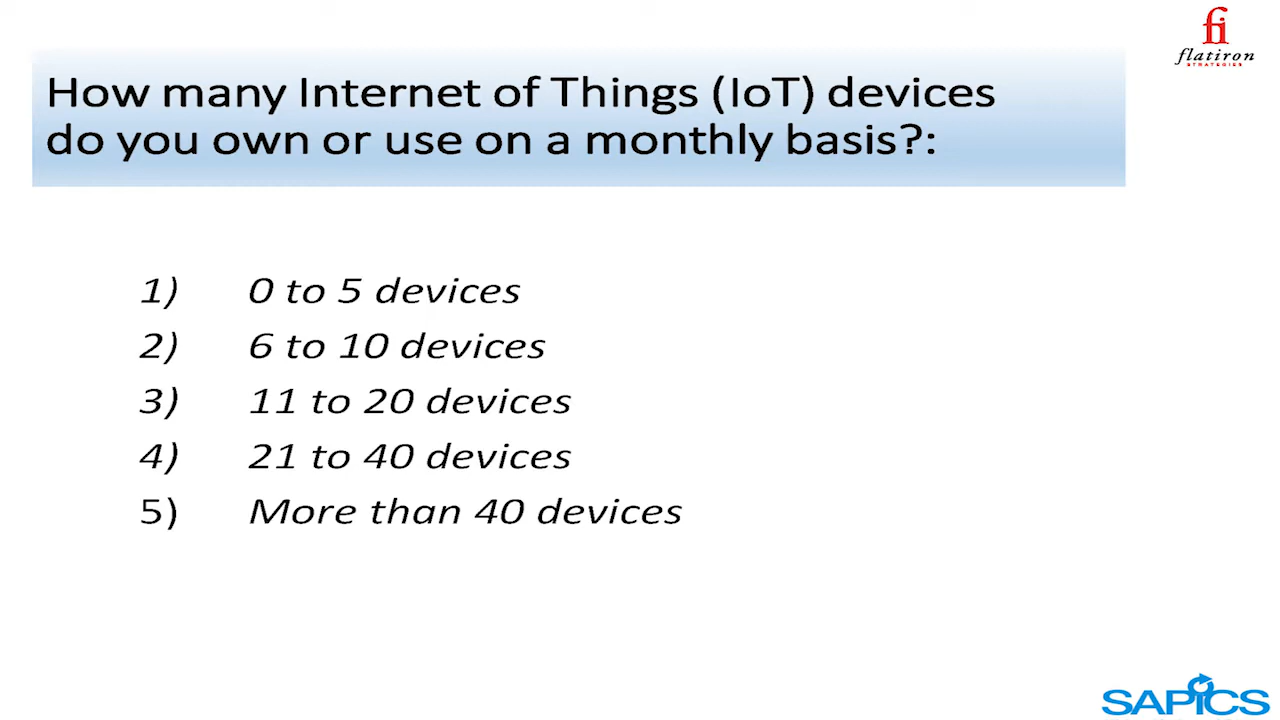 fi
flatiron
STRATEGIES
How many Internet of Things (IoT) devices
do you own or use on a monthly basis?:
1) 0 to 5 devices
2) 6 to 10 devices
3) 11 to 20 devices
4) 21 to 40 devices
5) More than 40 devices
SAPICS